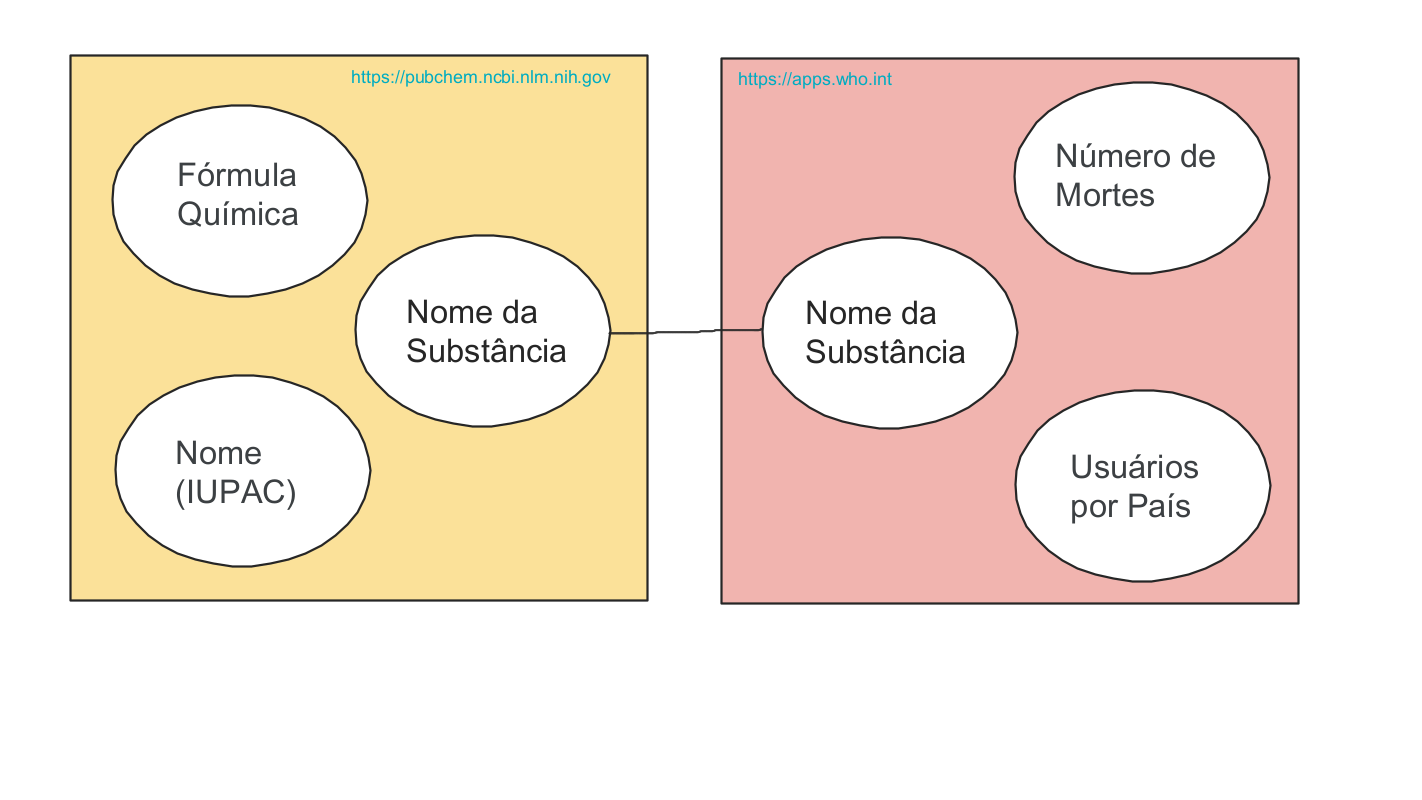 https://pubchem.ncbi.nlm.nih.gov
Fórmula
Química
Nome da
Substância
Nome
(IUPAC)
https://apps.who.int
Número de
Mortes
Nome da
Substância
Usuários
por País